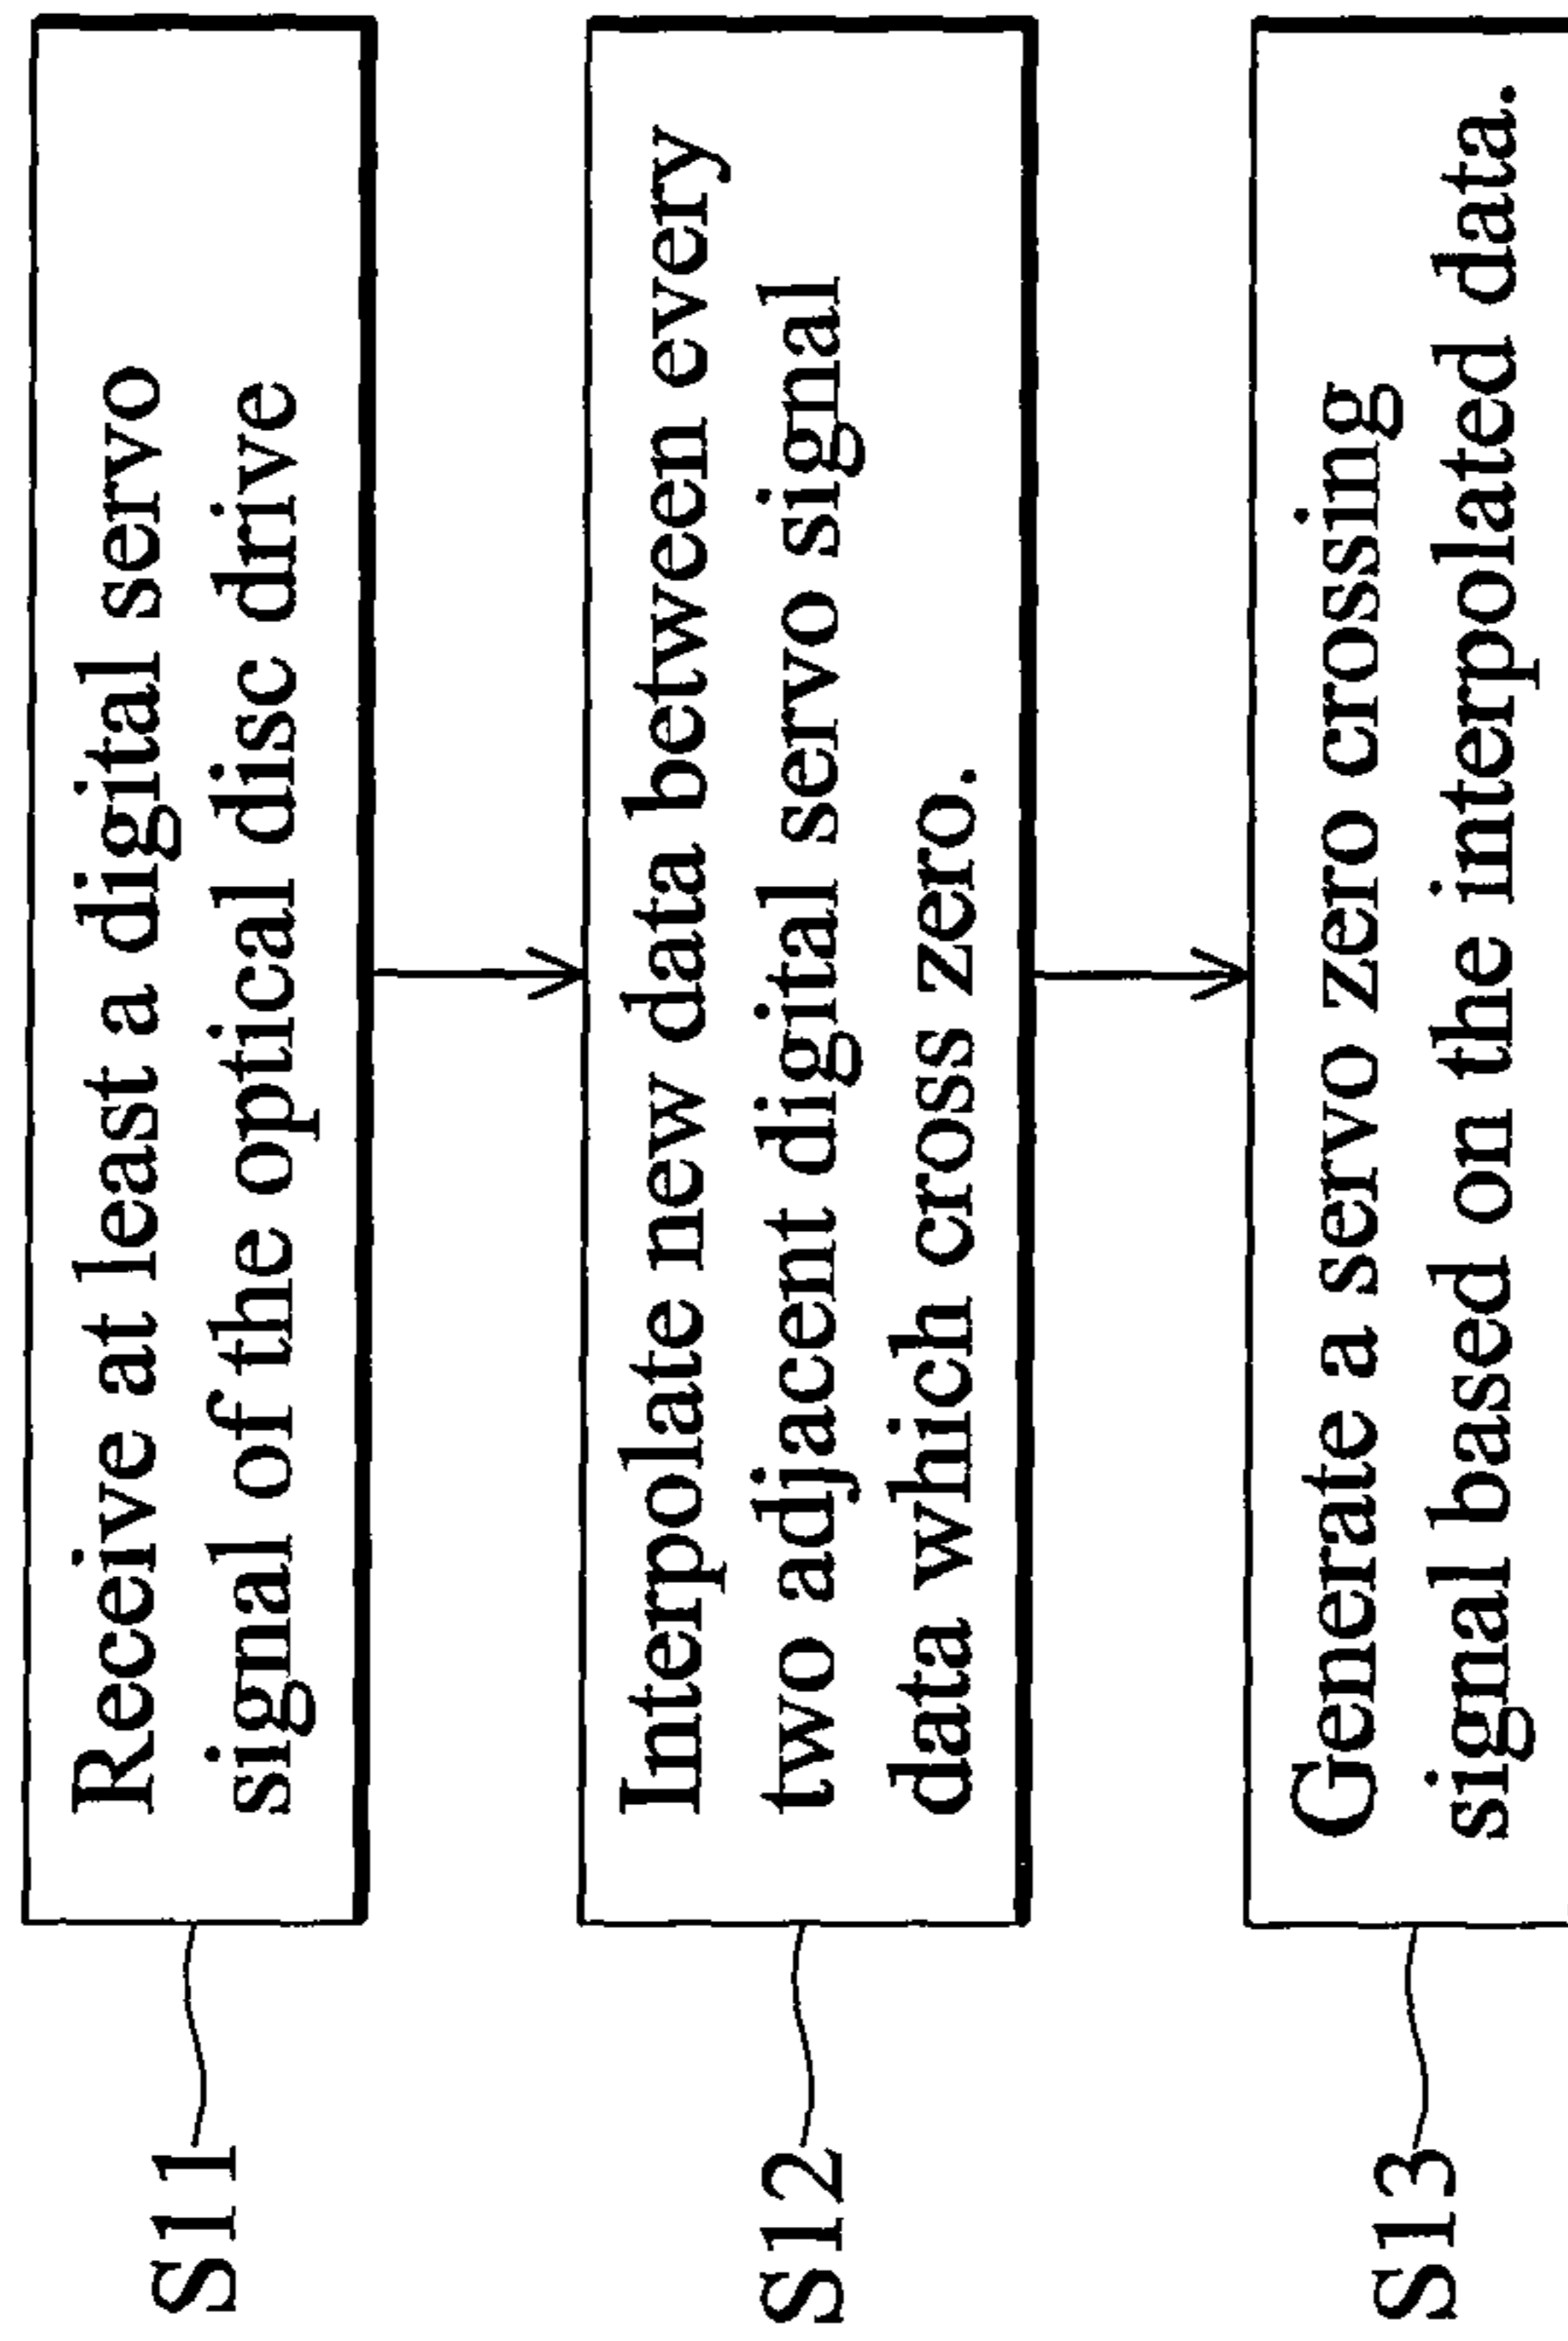 S11
Receive at least a digital servo
signal of the optical disc drive
S12
Interpolate new data between every
two adjacent digital servo signal
data which cross zero.
S13
Generate a servo zero crossing
signal based on the interpolated data.